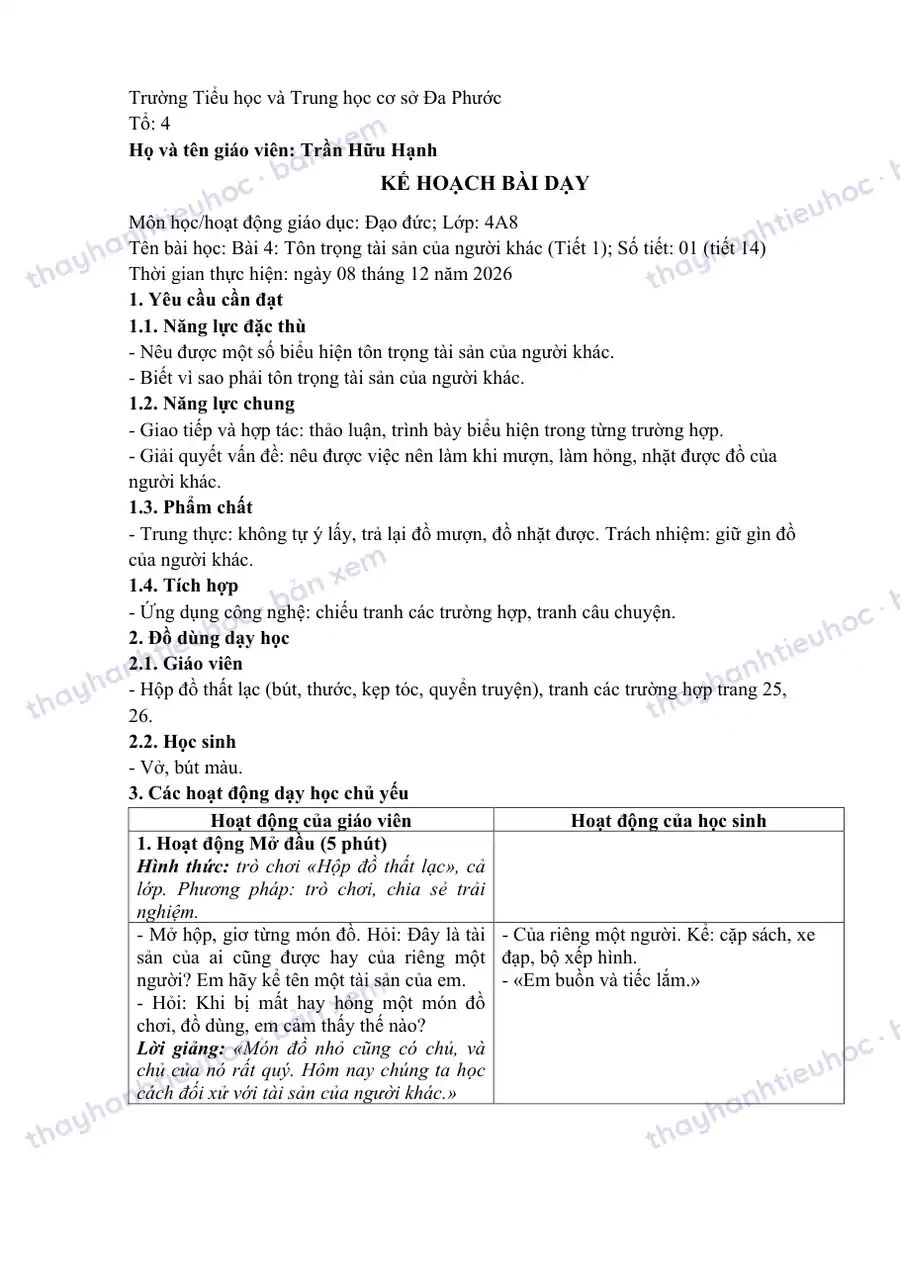 Trường Tiểu học và Trung học cơ sở Đa Phước
Tổ: 4
Họ và tên giáo viên: Trần Hữu Hạnh
KẾ HOẠCH BÀI DẠY
Môn học/hoạt động giáo dục: Đạo đức; Lớp: 4A8
Tên bài học: Bài 4: Tôn trọng tài sản của người khác (Tiết 1); Số tiết: 01 (tiết 14)
Thời gian thực hiện: ngày 08 tháng 12 năm 2026
1. Yêu cầu cần đạt
1.1. Năng lực đặc thù
- Nêu được một số biểu hiện tôn trọng tài sản của người khác.
- Biết vì sao phải tôn trọng tài sản của người khác.
1.2. Năng lực chung
- Giao tiếp và hợp tác: thảo luận, trình bày biểu hiện trong từng trường hợp.
- Giải quyết vấn đề: nêu được việc nên làm khi mượn, làm hỏng, nhặt được đồ của
người khác.
1.3. Phẩm chất
- Trung thực: không tự ý lấy, trả lại đồ mượn, đồ nhặt được. Trách nhiệm: giữ gìn đồ
của người khác.
1.4. Tích hợp
- Ứng dụng công nghệ: chiếu tranh các trường hợp, tranh câu chuyện.
2. Đồ dùng dạy học
2.1. Giáo viên
- Hộp đồ thất lạc (bút, thước, kẹp tóc, quyển truyện), tranh các trường hợp trang 25,
26.
2.2. Học sinh
- Vở, bút màu.
3. Các hoạt động dạy học chủ yếu
Hoạt động của giáo viên
Hoạt động của học sinh
1. Hoạt động Mở đầu (5 phút)
Hình thức: trò chơi «Hộp đồ thất lạc», cả
lớp. Phương pháp: trò chơi, chia sẻ trải
nghiệm.
- Mở hộp, giơ từng món đồ. Hỏi: Đây là tài
sản của ai cũng được hay của riêng một
người? Em hãy kể tên một tài sản của em.
- Hỏi: Khi bị mất hay hỏng một món đồ
chơi, đồ dùng, em cảm thấy thế nào?
Lời giảng: «Món đồ nhỏ cũng có chủ, và
chủ của nó rất quý. Hôm nay chúng ta học
cách đối xử với tài sản của người khác.»
- Của riêng một người. Kể: cặp sách, xe
đạp, bộ xếp hình.
- «Em buồn và tiếc lắm.»
thayhanhtieuhoc · bản xem
thayhanhtieuhoc · b
thayhanhtieuhoc · bản xem
thayhanhtieuhoc · b
thayhanhtieuhoc · bản xem
thayhanhtieuhoc · b